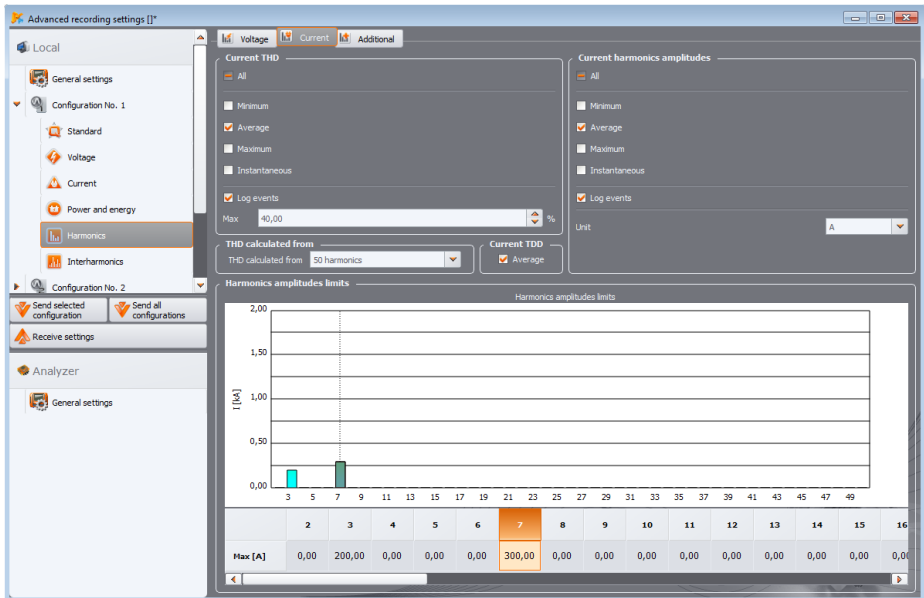 Advanced recording settings []*
Local
General settings
Configuration No. 1
Standard
Voltage
Current
Power and energy
Harmonics
Interharmonics
Configuration No. 2
Send selected configuration
Send all configurations
Receive settings
Analyzer
General settings
Voltage Current Additional
Current THD
All
Minimum
Average
Maximum
Instantaneous
Log events
Max 40,00 %
Current harmonics amplitudes
All
Minimum
Average
Maximum
Instantaneous
Log events
Unit A
THD calculated from
THD calculated from 50 harmonics
Current TDD
Average
Harmonics amplitudes limits
Harmonics amplitudes limits
2,00
1,50
1,00
0,50
0,00
I [kA]
3 5 7 9 11 13 15 17 19 21 23 25 27 29 31 33 35 37 39 41 43 45 47 49
2 3 4 5 6 7 8 9 10 11 12 13 14 15 16
Max [A] 0,00 200,00 0,00 0,00 0,00 300,00 0,00 0,00 0,00 0,00 0,00 0,00 0,00 0,00 0,00